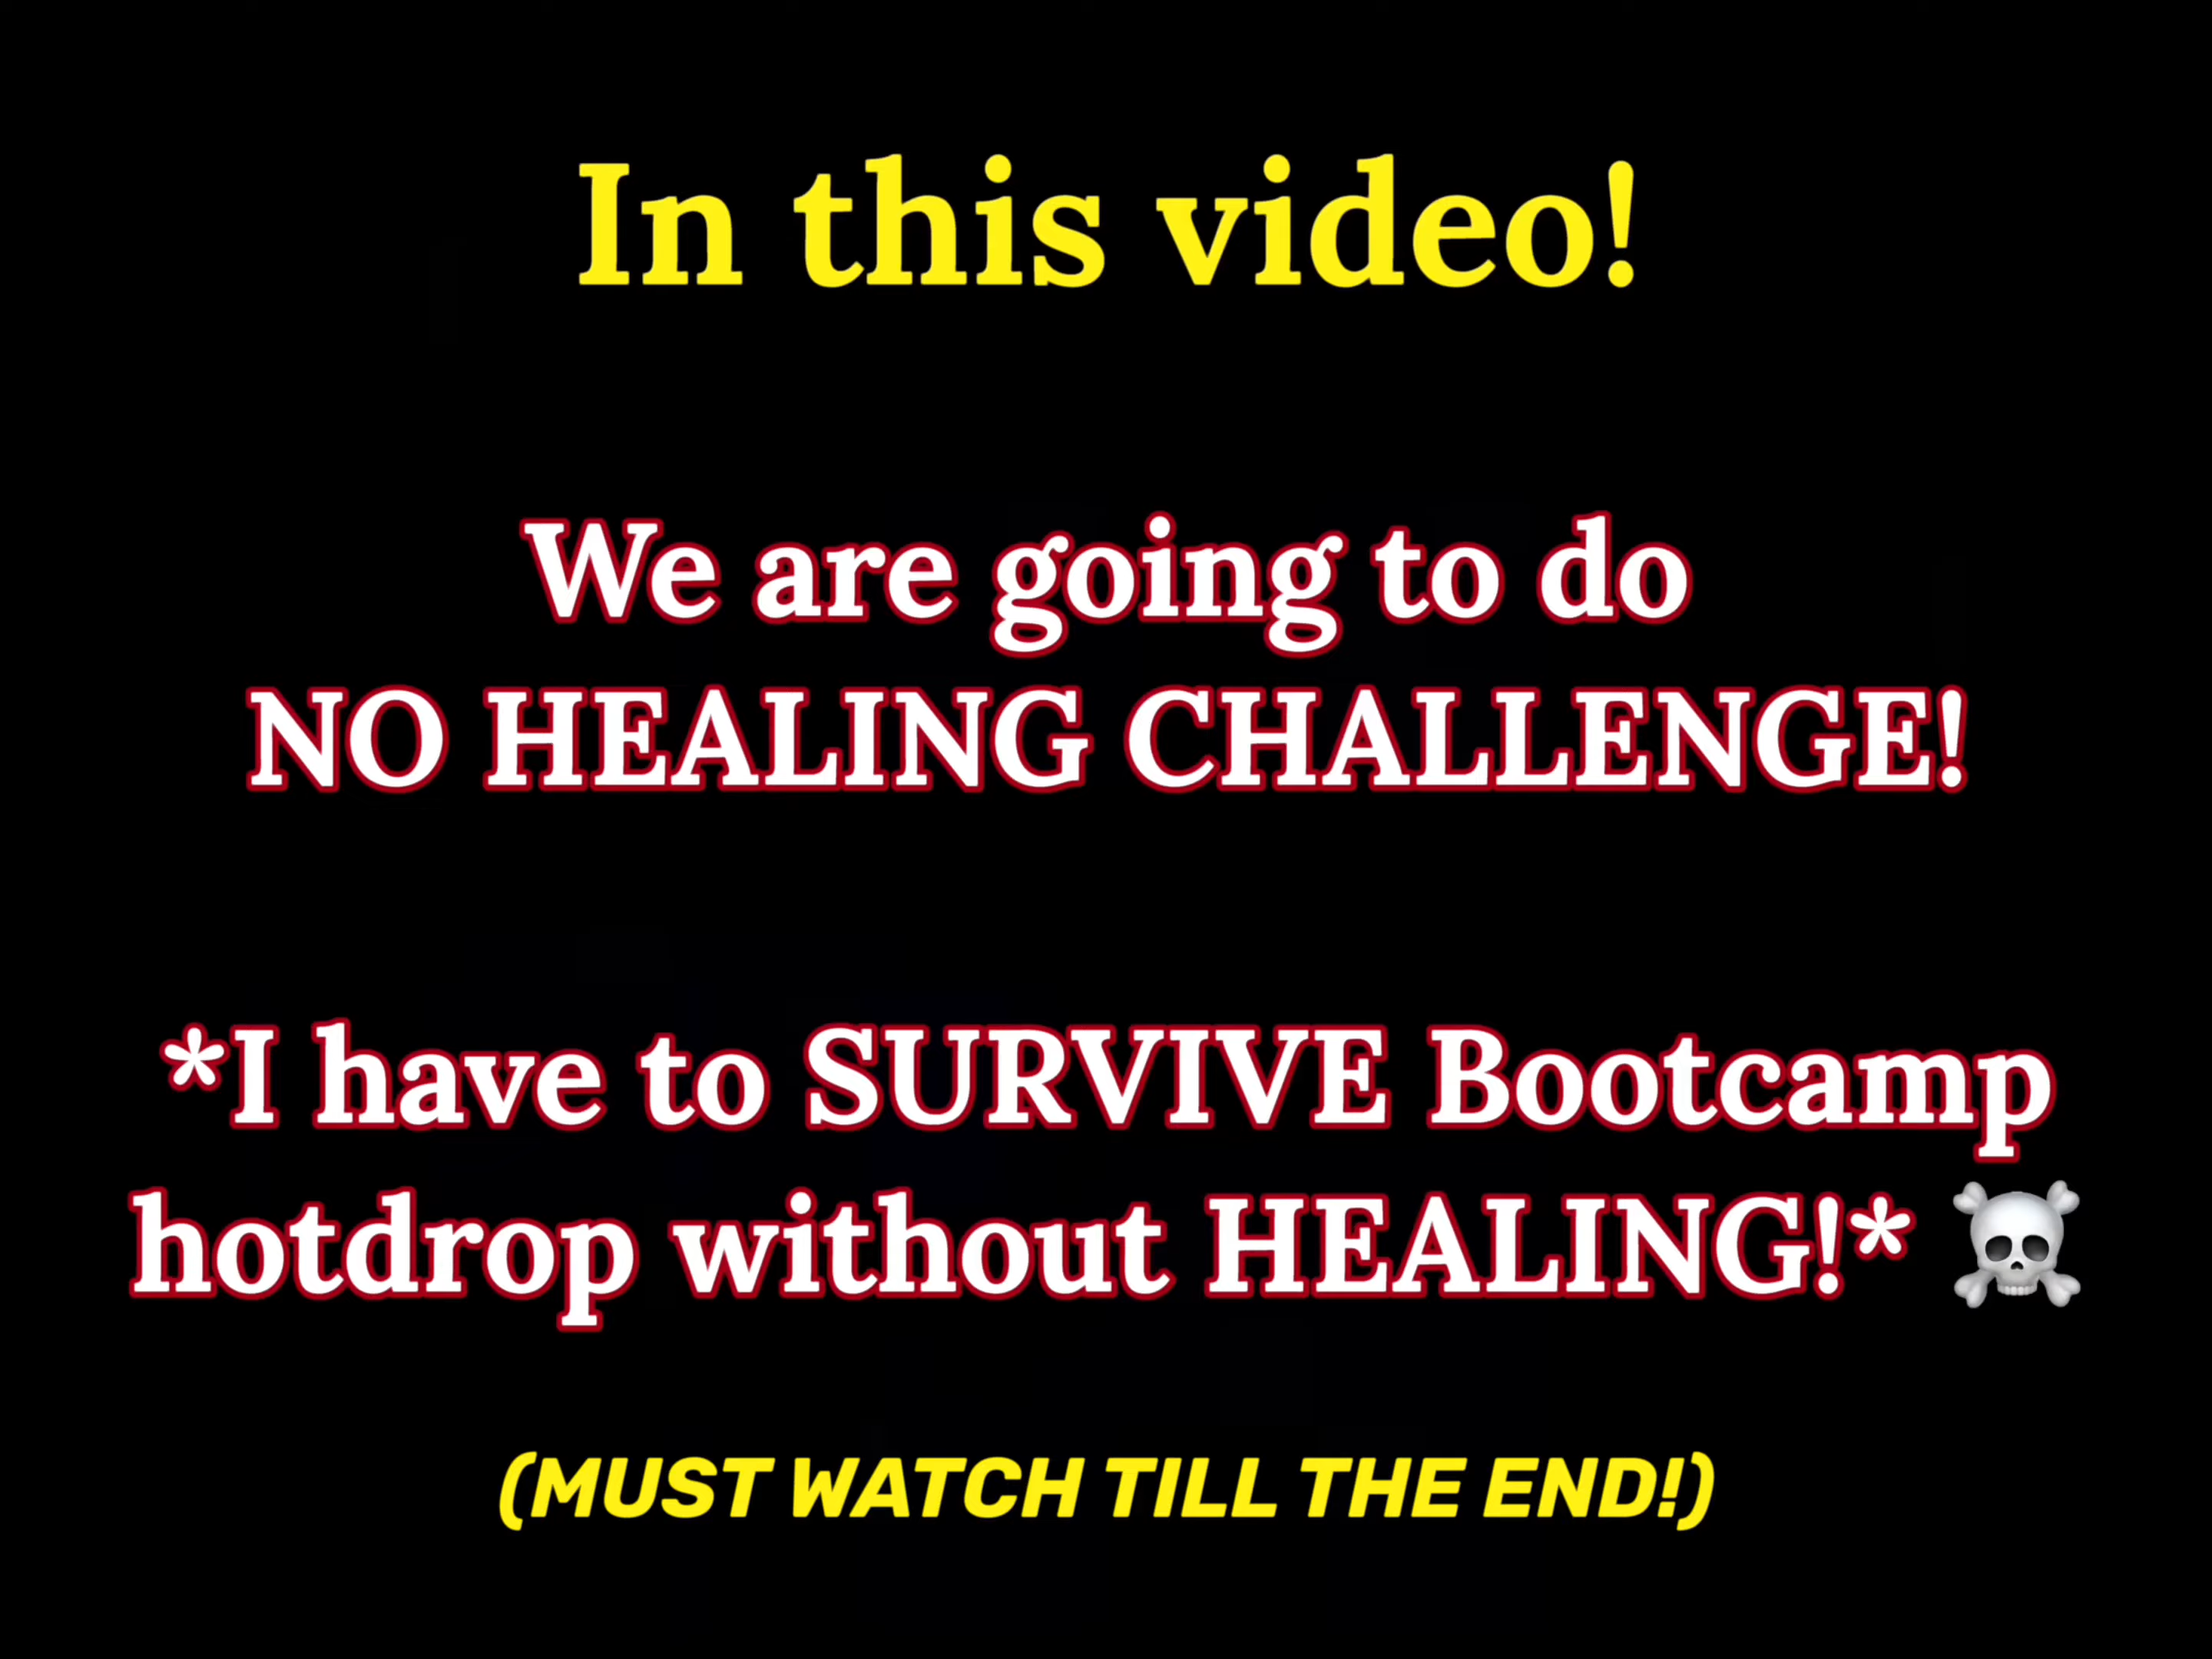 In this video!
We are going to do
NO HEALING CHALLENGE!
*I have to SURVIVE Bootcamp
hotdrop without HEALING!* ☠️
(MUST WATCH TILL THE END!)